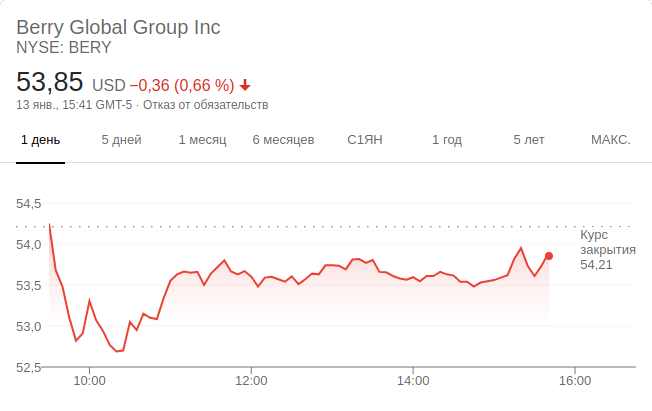 Berry Global Group Inc
NYSE: BERY
53,85 USD −0,36 (0,66 %)
13 янв., 15:41 GMT-5 · Отказ от обязательств
1 день 5 дней 1 месяц 6 месяцев С1ЯН 1 год 5 лет МАКС.
54,5
54,0
53,5
53,0
52,5
Курс
закрытия
54,21
10:00 12:00 14:00 16:00